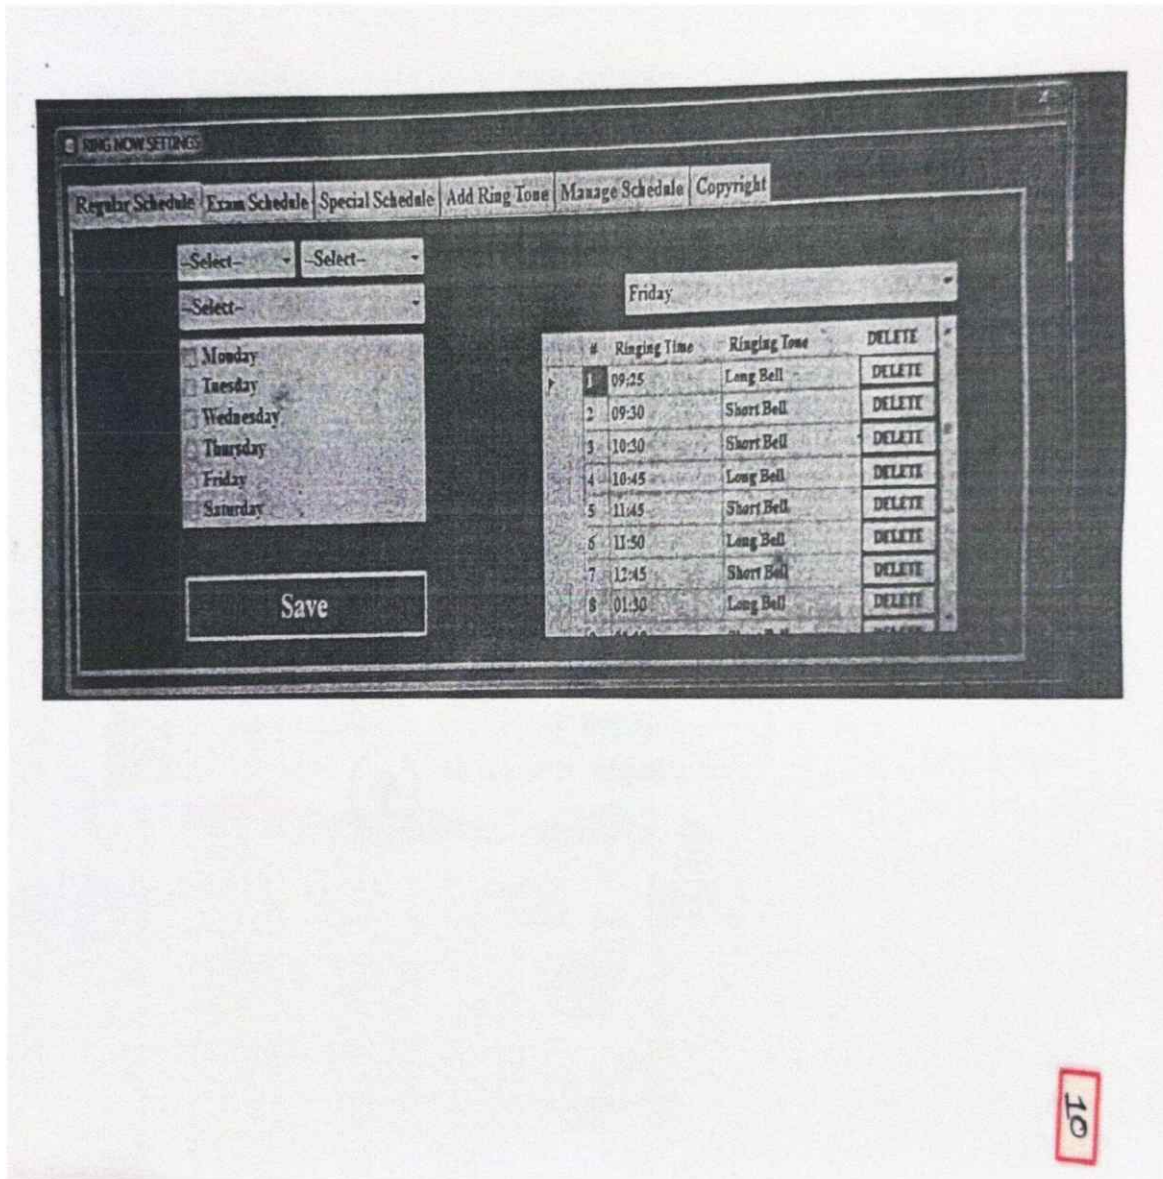 RING NOW SETTINGS
Regular Schedule Exam Schedule Special Schedule Add Ring Tone Manage Schedule Copyright
--Select-- --Select--
--Select--
Monday
Tuesday
Wednesday
Thursday
Friday
Saturday
Save
Friday
# Ringing Time Ringing Tone DELETE
1 09:25 Long Bell DELETE
2 09:30 Short Bell DELETE
3 10:30 Short Bell DELETE
4 10:45 Long Bell DELETE
5 11:45 Short Bell DELETE
6 11:50 Long Bell DELETE
7 12:45 Short Bell DELETE
8 01:30 Long Bell DELETE
10